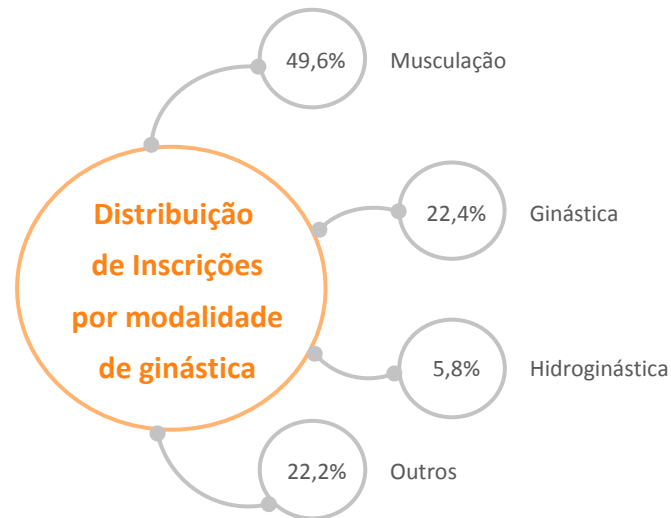 49,6% Musculação
Distribuição
de Inscrições
por modalidade
de ginástica
22,4% Ginástica
5,8% Hidroginástica
22,2% Outros